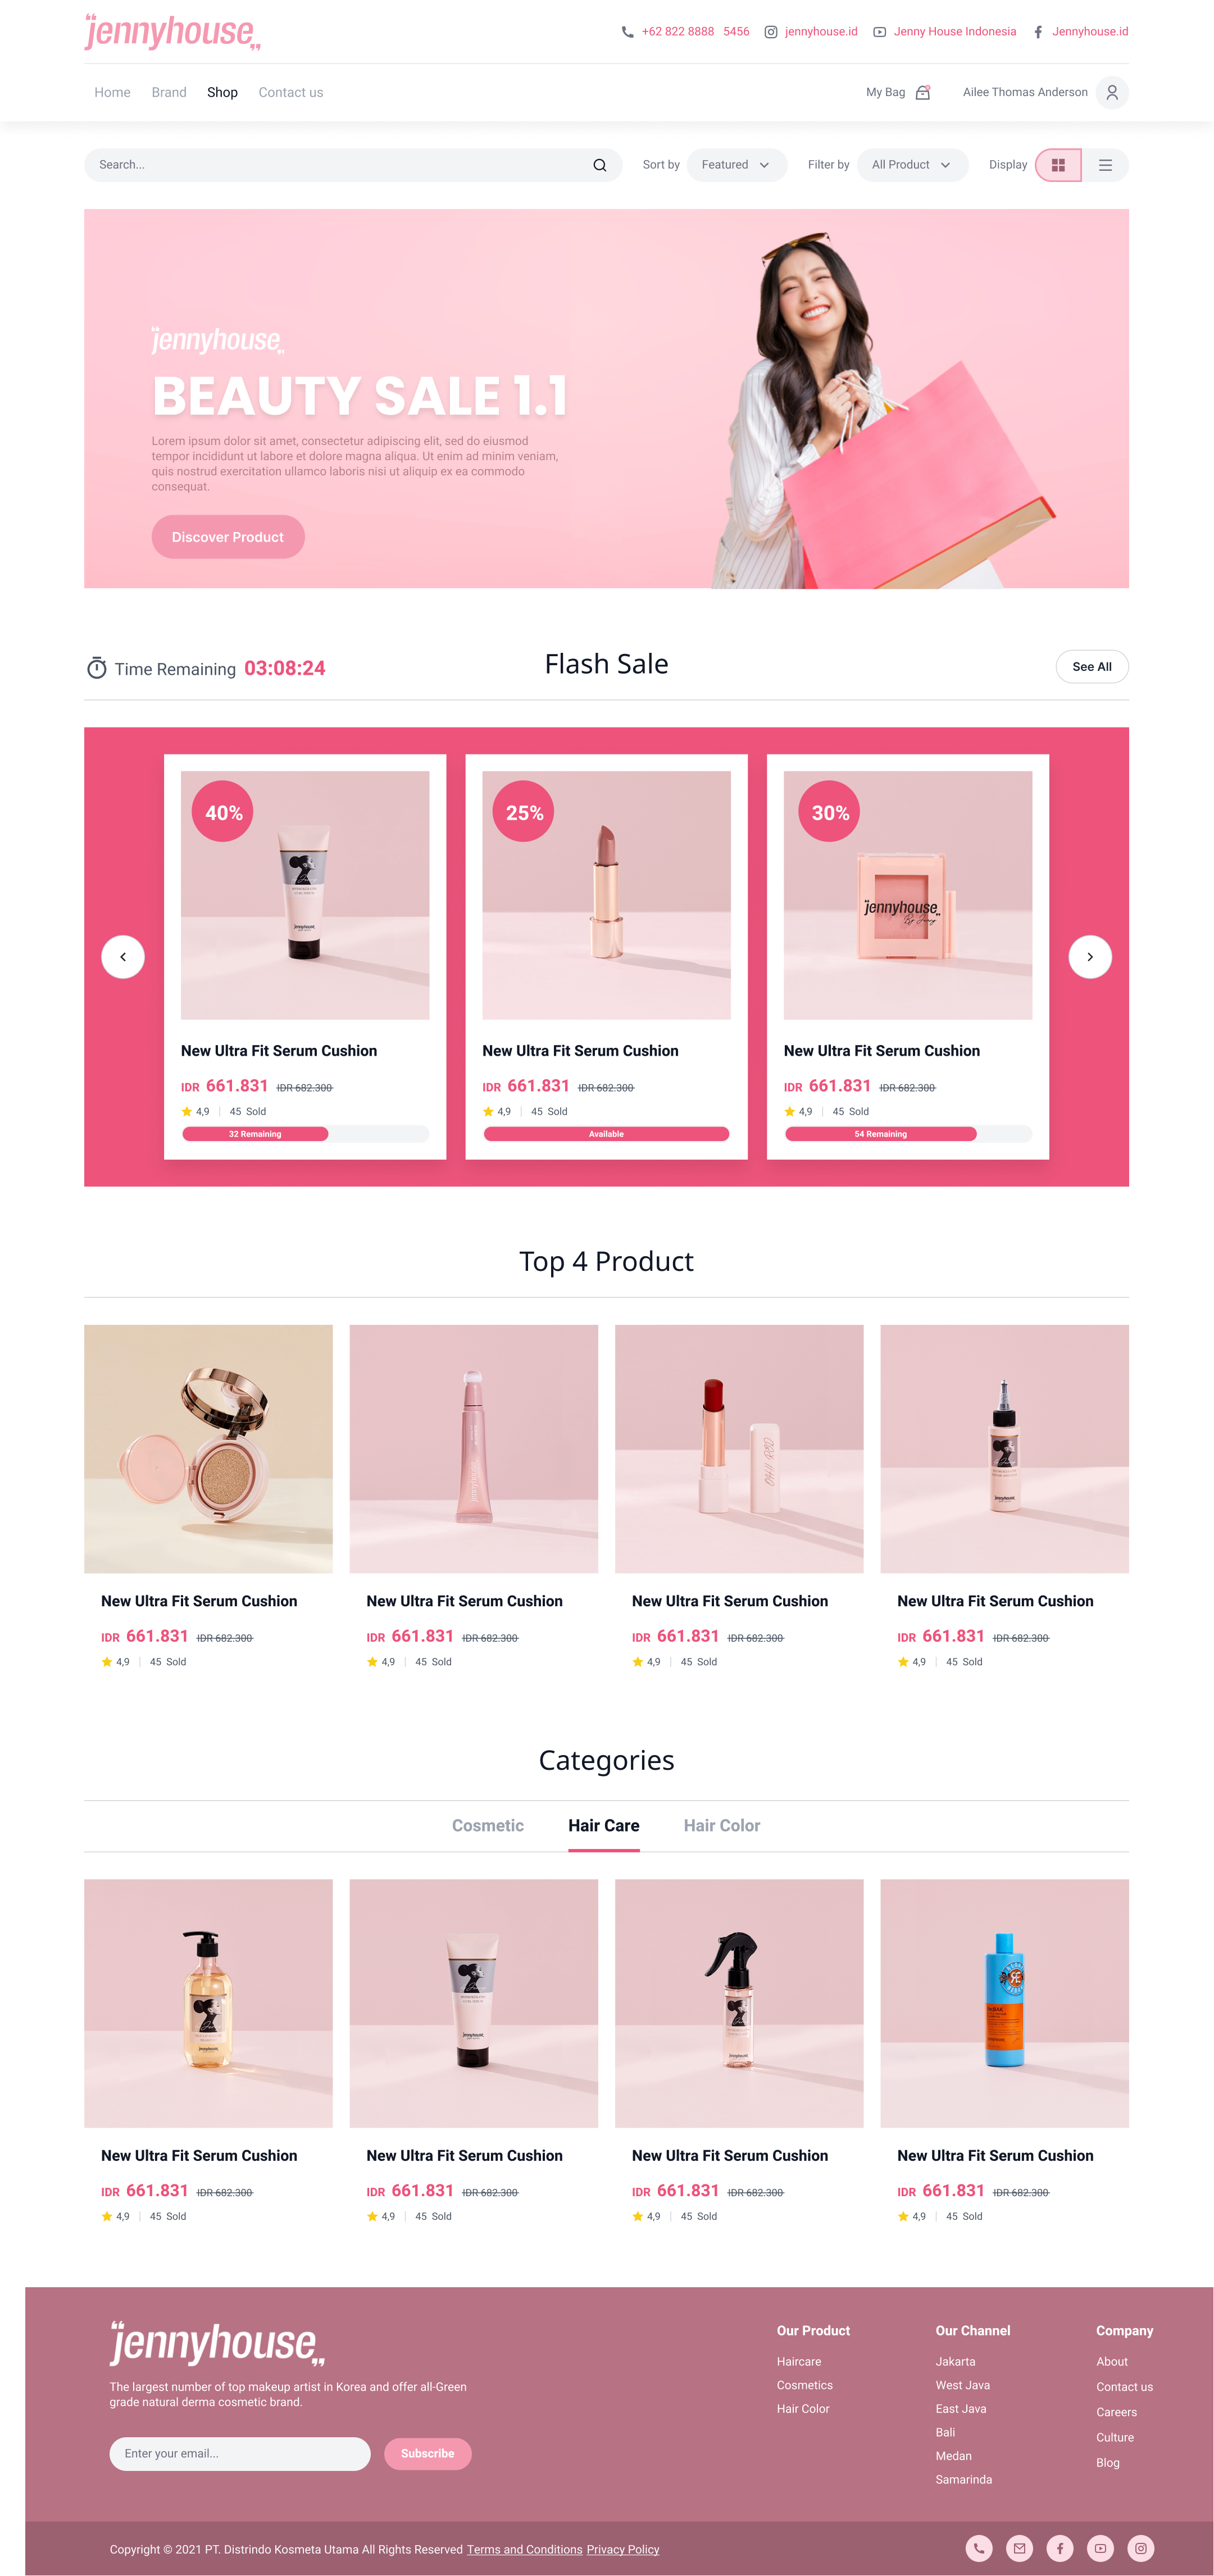 jennyhouse
+62 822 8888 5456 jennyhouse.id Jenny House Indonesia Jennyhouse.id
Home Brand Shop Contact us My Bag Ailee Thomas Anderson
Search... Sort by Featured Filter by All Product Display
jennyhouse
BEAUTY SALE 1.1
Lorem ipsum dolor sit amet, consectetur adipiscing elit, sed do eiusmod
tempor incididunt ut labore et dolore magna aliqua. Ut enim ad minim veniam,
quis nostrud exercitation ullamco laboris nisi ut aliquip ex ea commodo
consequat.
Discover Product
Time Remaining 03:08:24 Flash Sale See All
40% 25% 30%
jennyhouse
jennyhouse
New Ultra Fit Serum Cushion New Ultra Fit Serum Cushion New Ultra Fit Serum Cushion
IDR 661.831 IDR 682.300 IDR 661.831 IDR 682.300 IDR 661.831 IDR 682.300
4,9 45 Sold 4,9 45 Sold 4,9 45 Sold
32 Remaining Available 54 Remaining
Top 4 Product
jennyhouse
jennyhouse
New Ultra Fit Serum Cushion New Ultra Fit Serum Cushion New Ultra Fit Serum Cushion New Ultra Fit Serum Cushion
IDR 661.831 IDR 682.300 IDR 661.831 IDR 682.300 IDR 661.831 IDR 682.300 IDR 661.831 IDR 682.300
4,9 45 Sold 4,9 45 Sold 4,9 45 Sold 4,9 45 Sold
Categories
Cosmetic Hair Care Hair Color
jennyhouse jennyhouse jennyhouse
New Ultra Fit Serum Cushion New Ultra Fit Serum Cushion New Ultra Fit Serum Cushion New Ultra Fit Serum Cushion
IDR 661.831 IDR 682.300 IDR 661.831 IDR 682.300 IDR 661.831 IDR 682.300 IDR 661.831 IDR 682.300
4,9 45 Sold 4,9 45 Sold 4,9 45 Sold 4,9 45 Sold
jennyhouse
The largest number of top makeup artist in Korea and offer all-Green
grade natural derma cosmetic brand.
Enter your email... Subscribe
Our Product
Haircare
Cosmetics
Hair Color
Our Channel
Jakarta
West Java
East Java
Bali
Medan
Samarinda
Company
About
Contact us
Careers
Culture
Blog
Copyright © 2021 PT. Distrindo Kosmeta Utama All Rights Reserved Terms and Conditions Privacy Policy